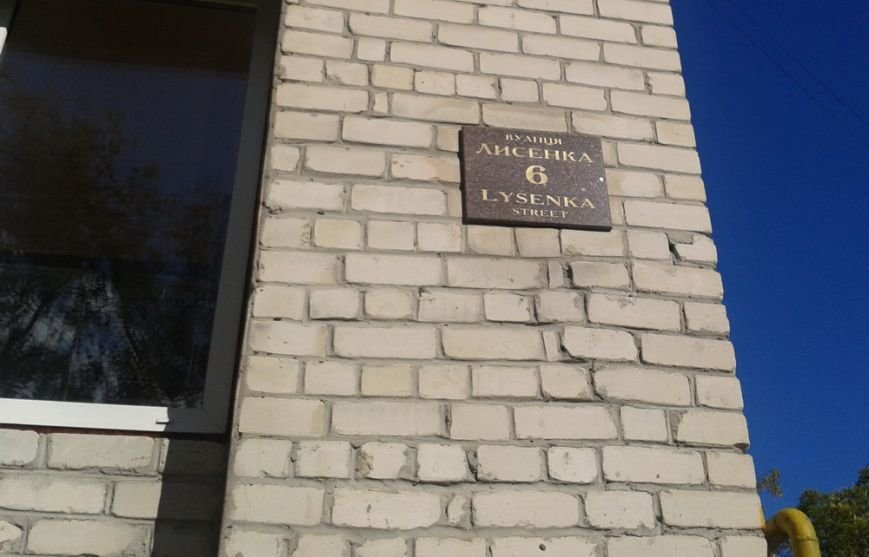 ВУЛИЦЯ
ЛИСЕНКА
6
LYSENKA
STREET